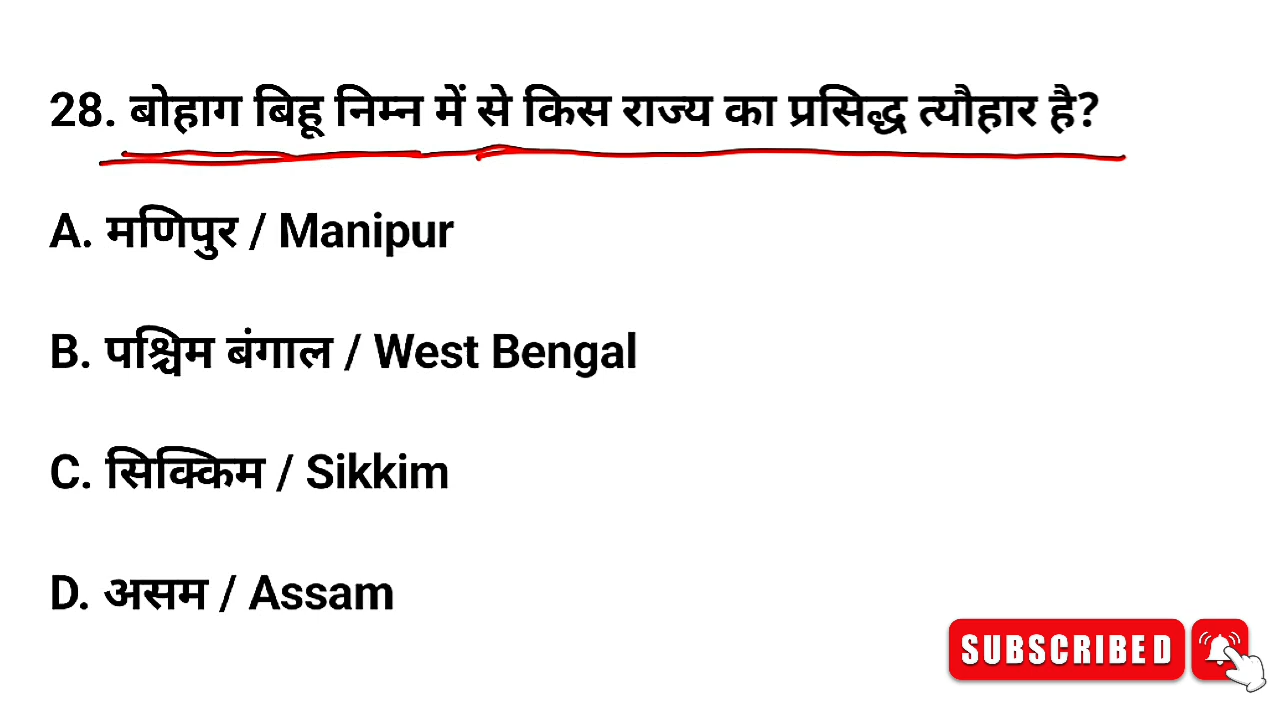 28. बोहाग बिहू निम्न में से किस राज्य का प्रसिद्ध त्यौहार है?
A. मणिपुर / Manipur
B. पश्चिम बंगाल / West Bengal
C. सिक्किम / Sikkim
D. असम / Assam
SUBSCRIBED